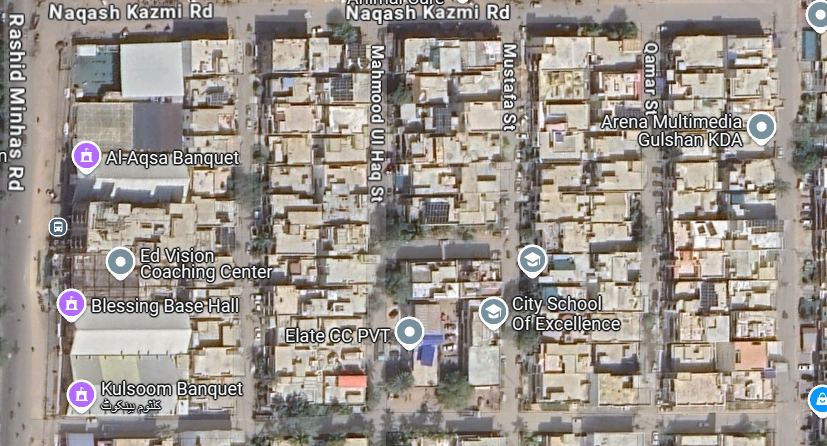 Naqash Kazmi Rd
Naqash Kazmi Rd
Rashid Minhas Rd
Mahmood Ul Haq St
Mustafa St
Qamar St
Arena Multimedia
Gulshan KDA
Al-Aqsa Banquet
Ed Vision
Coaching Center
Blessing Base Hall
City School
Of Excellence
Elate CC PVT
Kulsoom Banquet
کلثوم بینکوئٹ